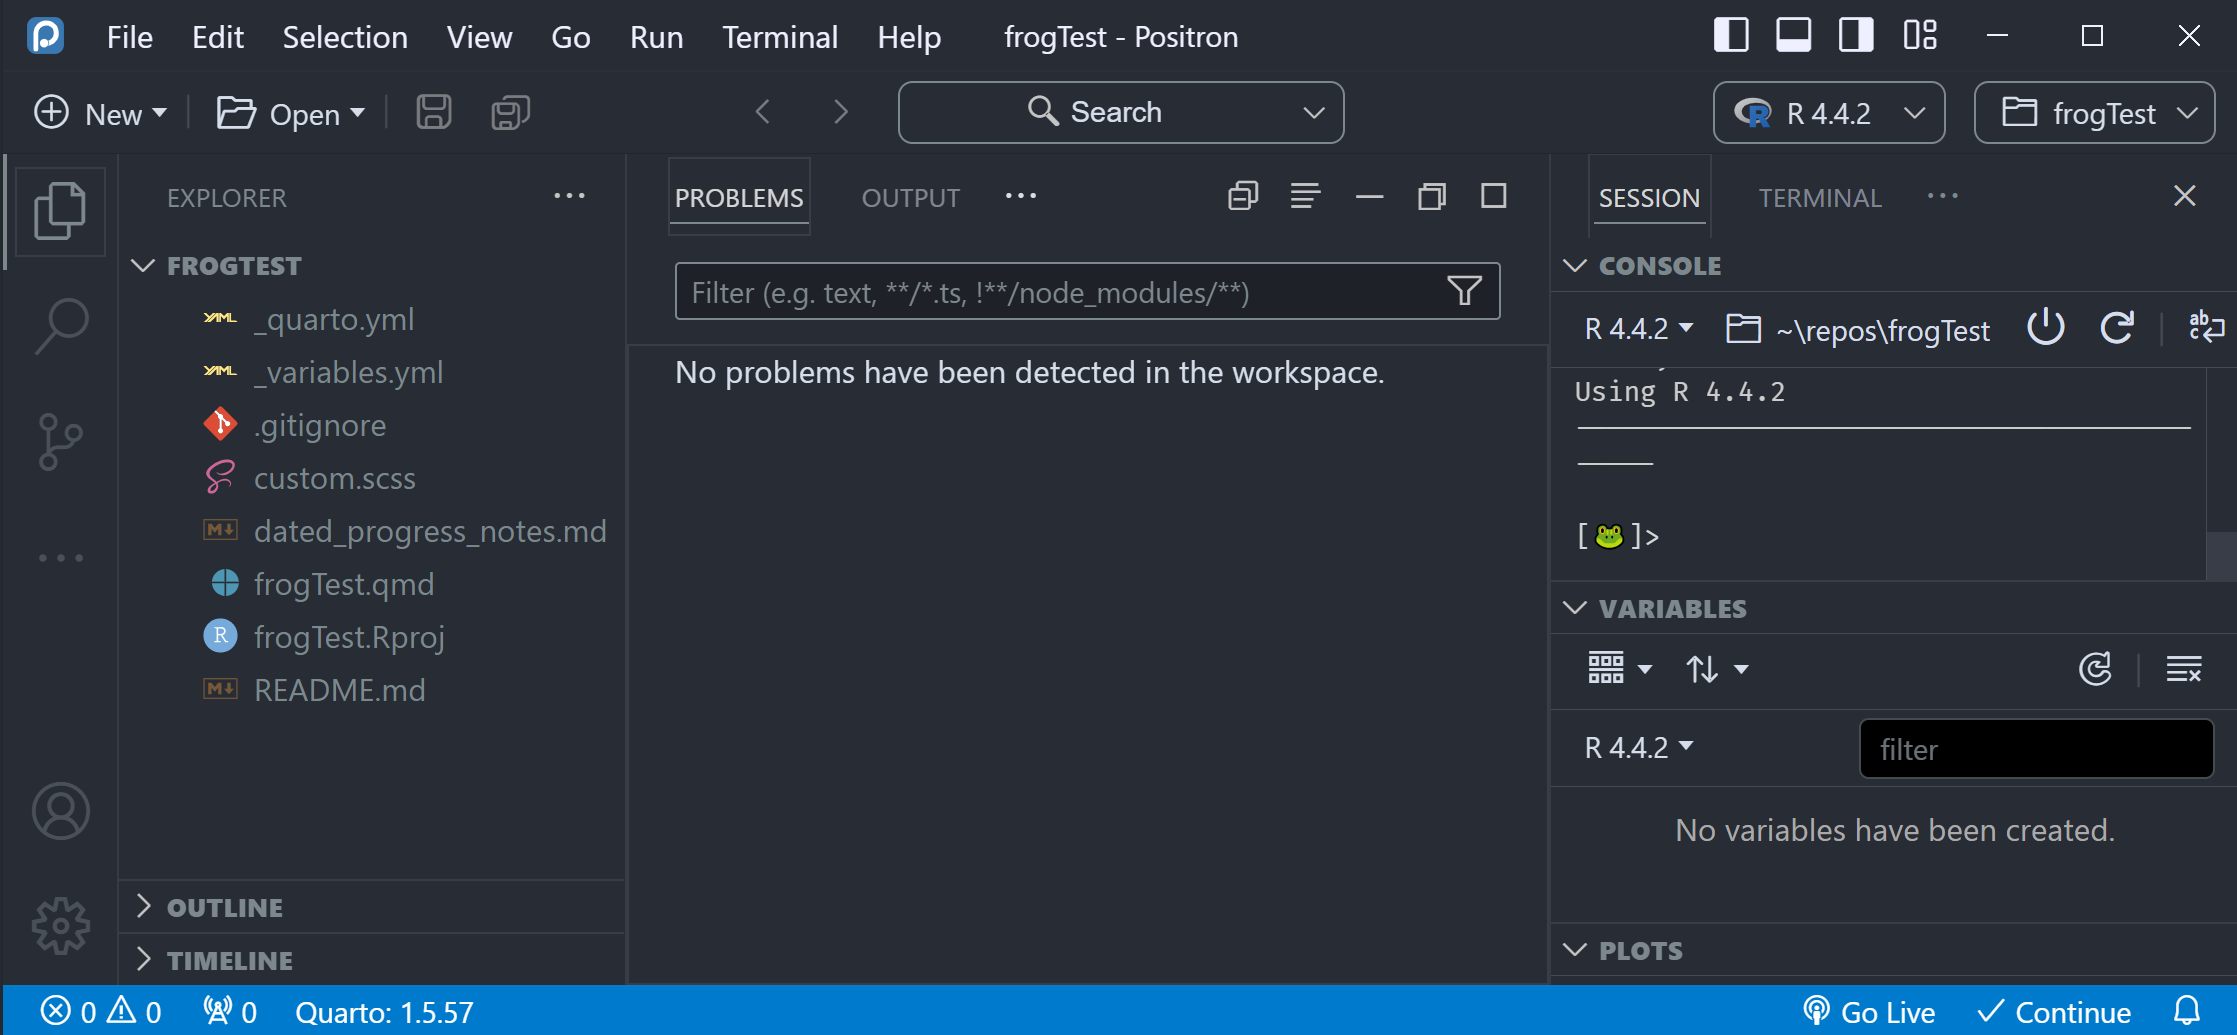 File Edit Selection View Go Run Terminal Help frogTest - Positron
New Open Search R 4.4.2 frogTest
EXPLORER
FROGTEST
_quarto.yml
_variables.yml
.gitignore
custom.scss
dated_progress_notes.md
frogTest.qmd
R frogTest.Rproj
README.md
OUTLINE
TIMELINE
PROBLEMS OUTPUT
Filter (e.g. text, **/*.ts, !**/node_modules/**)
No problems have been detected in the workspace.
SESSION TERMINAL
CONSOLE
R 4.4.2 ~\repos\frogTest
Using R 4.4.2
[🐸]>
VARIABLES
R 4.4.2 filter
No variables have been created.
PLOTS
0 0 0 Quarto: 1.5.57 Go Live Continue